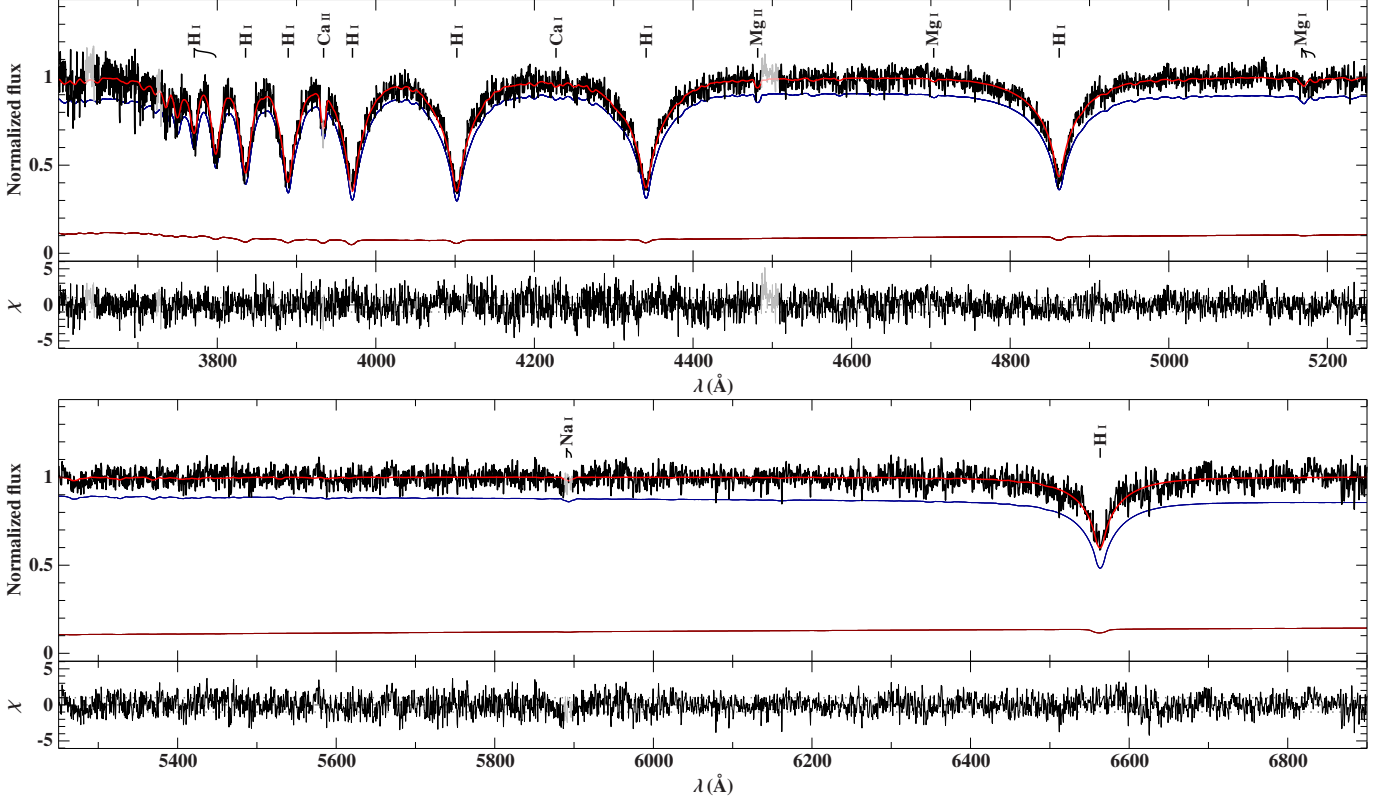 H I H I H I Ca II H I H I Ca I H I Mg II Mg I H I Mg I
Normalized flux
1
0.5
0
χ
5
0
-5
3800 4000 4200 4400 4600 4800 5000 5200
λ (Å)
Na I H I
Normalized flux
1
0.5
0
χ
5
0
-5
5400 5600 5800 6000 6200 6400 6600 6800
λ (Å)